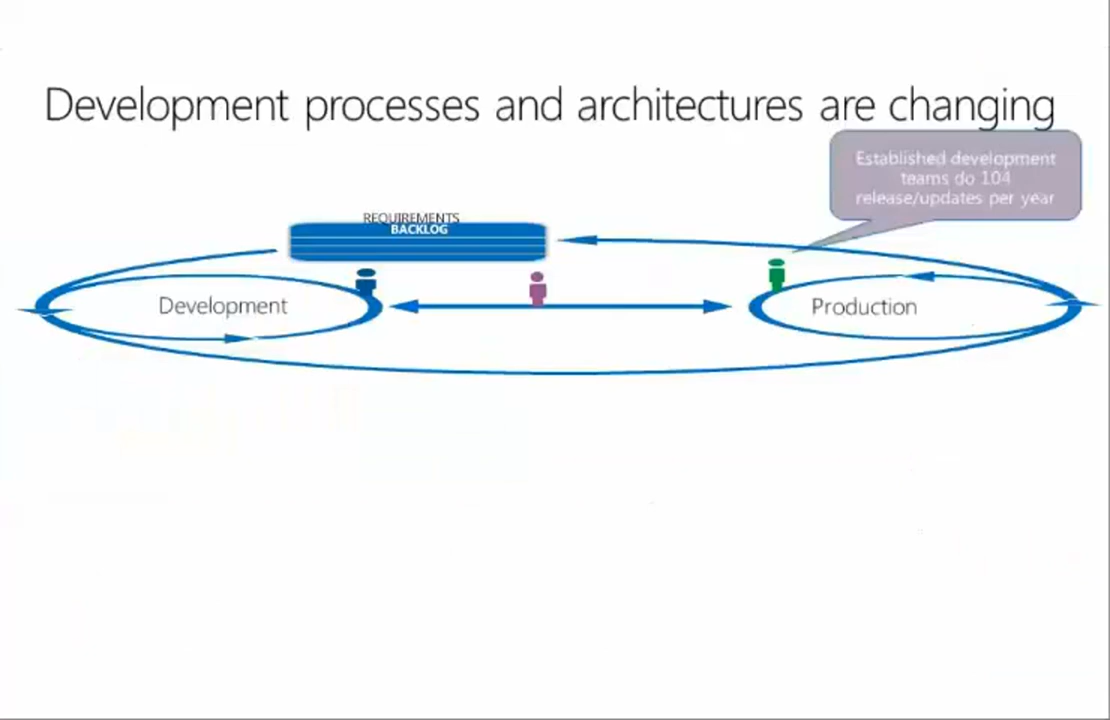 Development processes and architectures are changing
Established development
teams do 104
release/updates per year
REQUIREMENTS
BACKLOG
Development
Production